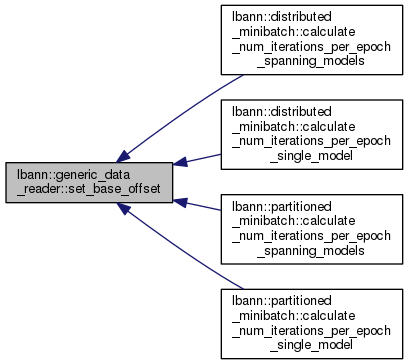 lbann::distributed
_minibatch::calculate
_num_iterations_per_epoch
_spanning_models
lbann::distributed
_minibatch::calculate
_num_iterations_per_epoch
_single_model
lbann::generic_data
_reader::set_base_offset
lbann::partitioned
_minibatch::calculate
_num_iterations_per_epoch
_spanning_models
lbann::partitioned
_minibatch::calculate
_num_iterations_per_epoch
_single_model